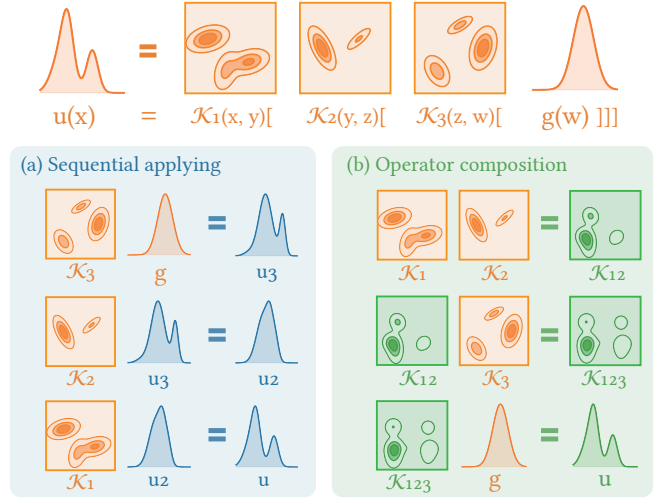 =
u(x) = 𝒦1(x, y)[ 𝒦2(y, z)[ 𝒦3(z, w)[ g(w) ]]]
(a) Sequential applying
=
𝒦3 g u3
=
𝒦2 u3 u2
=
𝒦1 u2 u
(b) Operator composition
=
𝒦1 𝒦2 𝒦12
=
𝒦12 𝒦3 𝒦123
=
𝒦123 g u